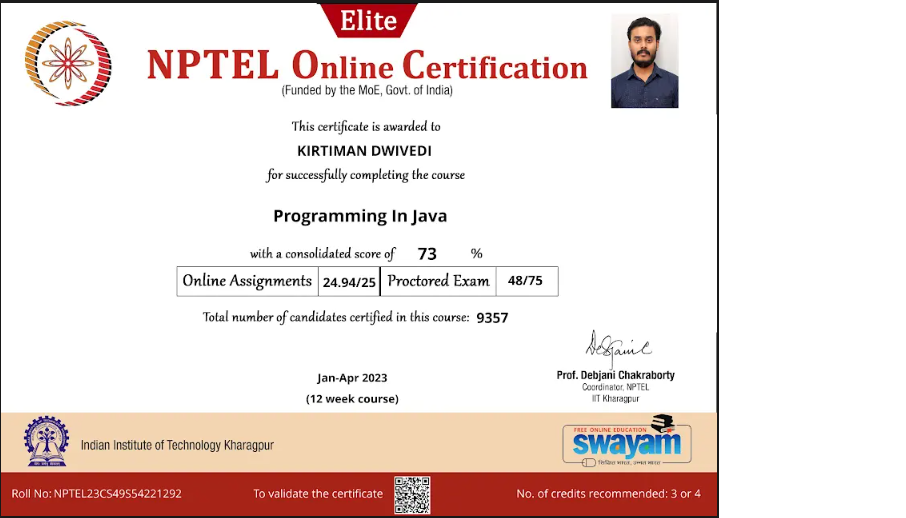 Elite
NPTEL Online Certification
(Funded by the MoE, Govt. of India)
This certificate is awarded to
KIRTIMAN DWIVEDI
for successfully completing the course
Programming In Java
with a consolidated score of 73 %
Online Assignments 24.94/25 Proctored Exam 48/75
Total number of candidates certified in this course: 9357
Prof. Debjani Chakraborty
Coordinator, NPTEL
IIT Kharagpur
Jan-Apr 2023
(12 week course)
Indian Institute of Technology Kharagpur
FREE ONLINE EDUCATION
swayam
शिक्षित भारत, उन्नत भारत
Roll No: NPTEL23CS49S54221292
To validate the certificate
No. of credits recommended: 3 or 4